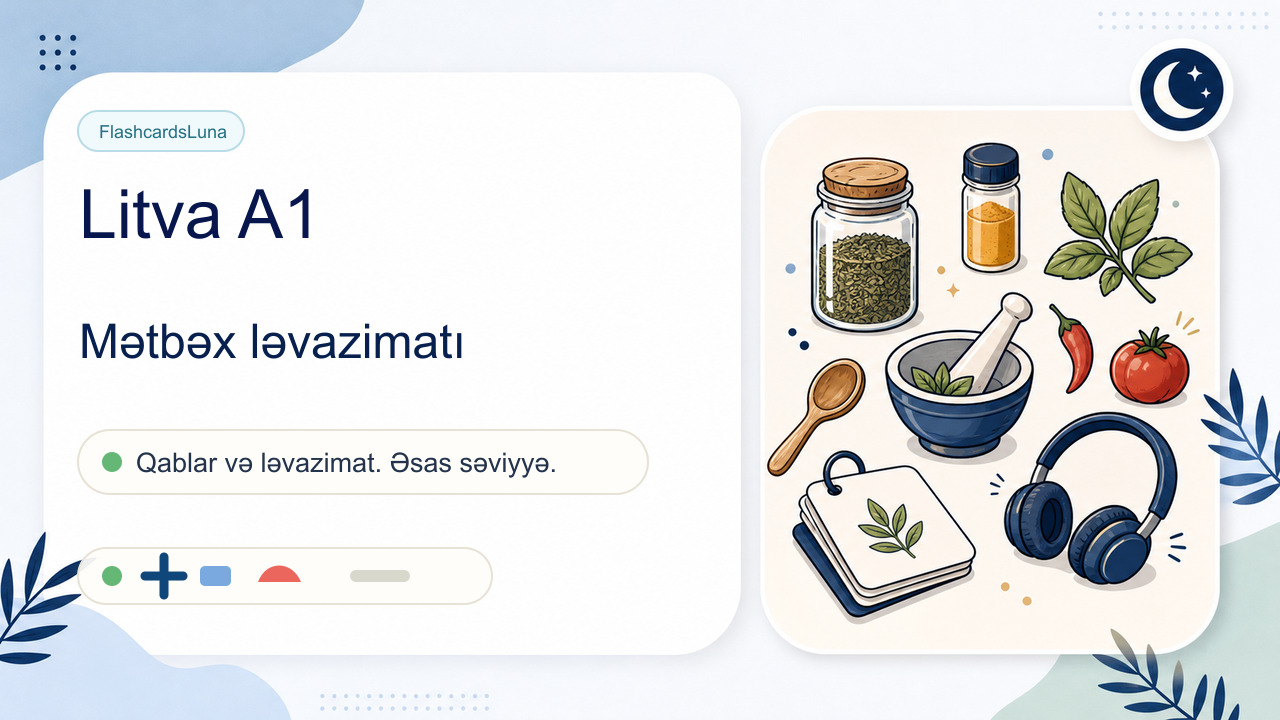 FlashcardsLuna
Litva A1
Mətbəx ləvazimatı
Qablar və ləvazimat. Əsas səviyyə.